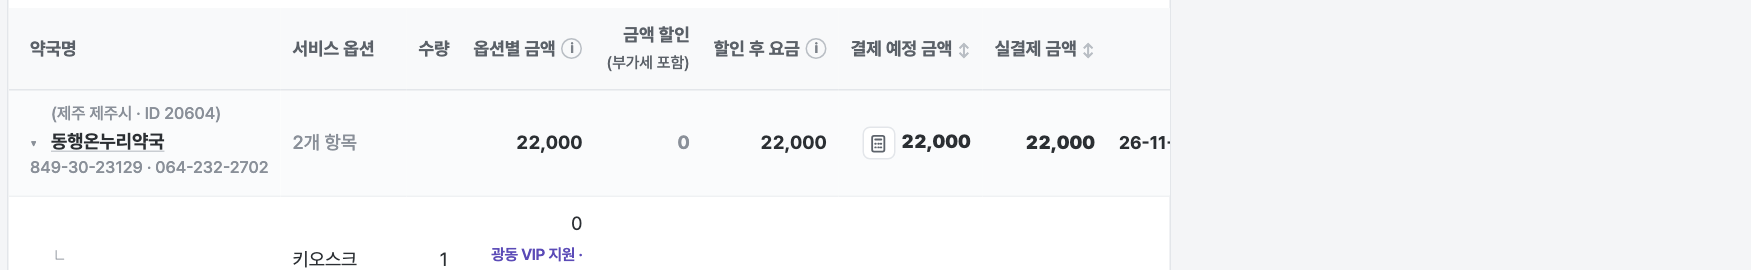 약국명 서비스 옵션 수량 옵션별 금액 금액 할인 (부가세 포함) 할인 후 요금 결제 예정 금액 실결제 금액
(제주 제주시 · ID 20604)
동행온누리약국 2개 항목 22,000 0 22,000 22,000 22,000 26-11-
849-30-23129 · 064-232-2702
0
키오스크 1 광동 VIP 지원 ·